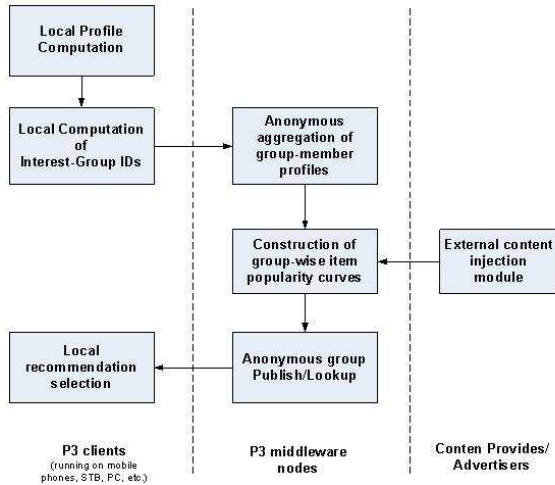 Local Profile
Computation
Local Computation
of
Interest-Group IDs
Anonymous
aggregation of
group-member
profiles
Construction of
group-wise item
popularity curves
External content
injection
module
Local
recommendation
selection
Anonymous group
Publish/Lookup
P3 clients
(running on mobile
phones, STB, PC, etc.)
P3 middleware
nodes
Conten Provides/
Advertisers